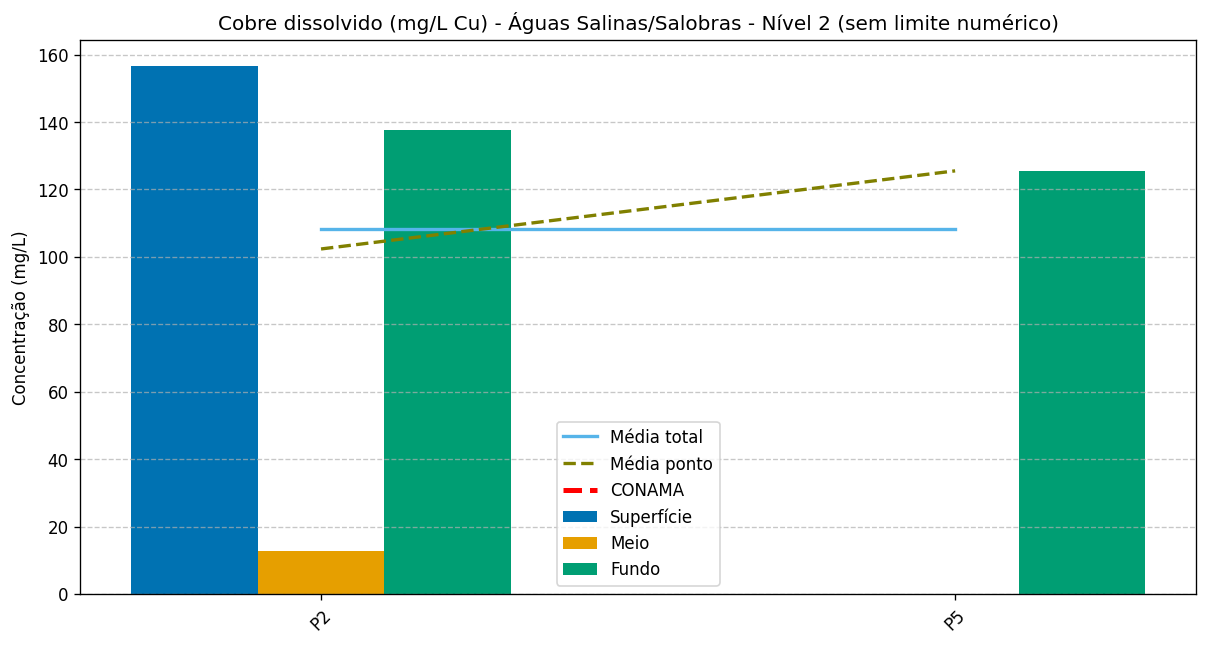 Cobre dissolvido (mg/L Cu) - Águas Salinas/Salobras - Nível 2 (sem limite numérico)
Concentração (mg/L)
160
140
120
100
80
60
40
20
0
Média total
Média ponto
CONAMA
Superfície
Meio
Fundo
P2
P5